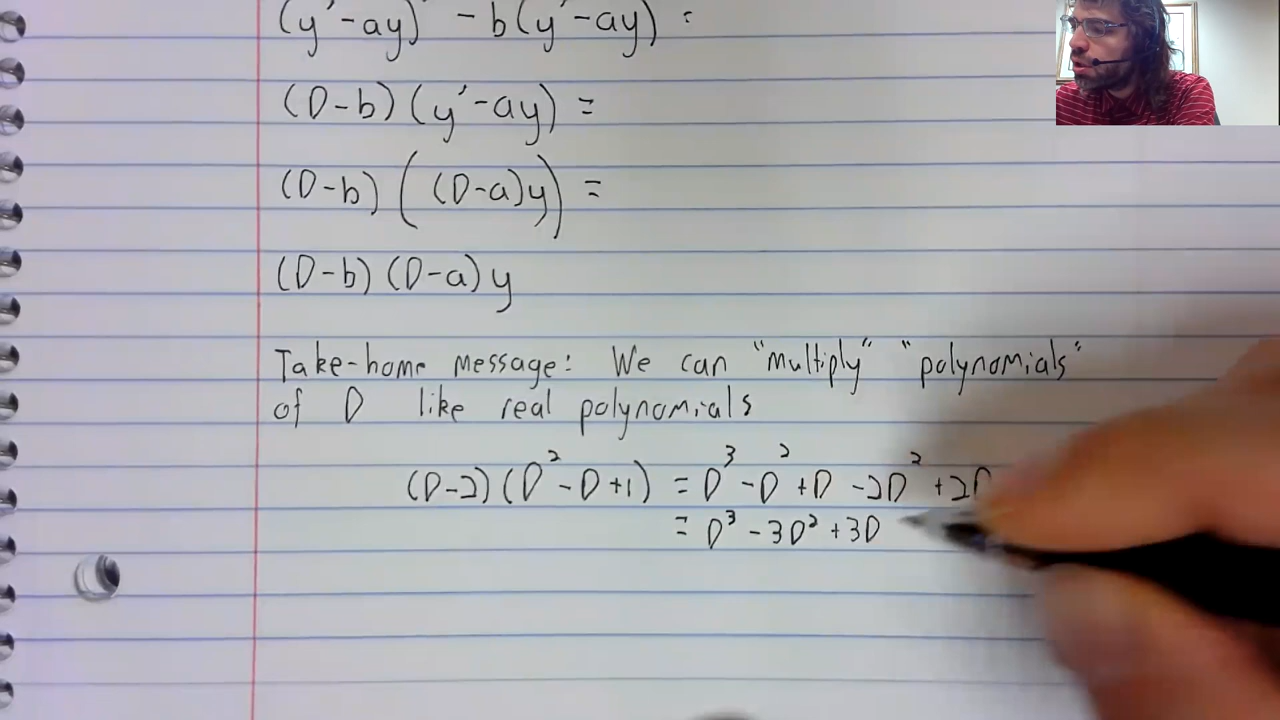 (y'-ay)' - b(y'-ay) =
(D-b)(y'-ay) =
(D-b)((D-a)y) =
(D-b)(D-a)y
Take-home message: We can "multiply" "polynomials"
of D like real polynomials
(D-2)(D² -D +1) = D³ -D² +D -2D² +2D
= D³ -3D² +3D